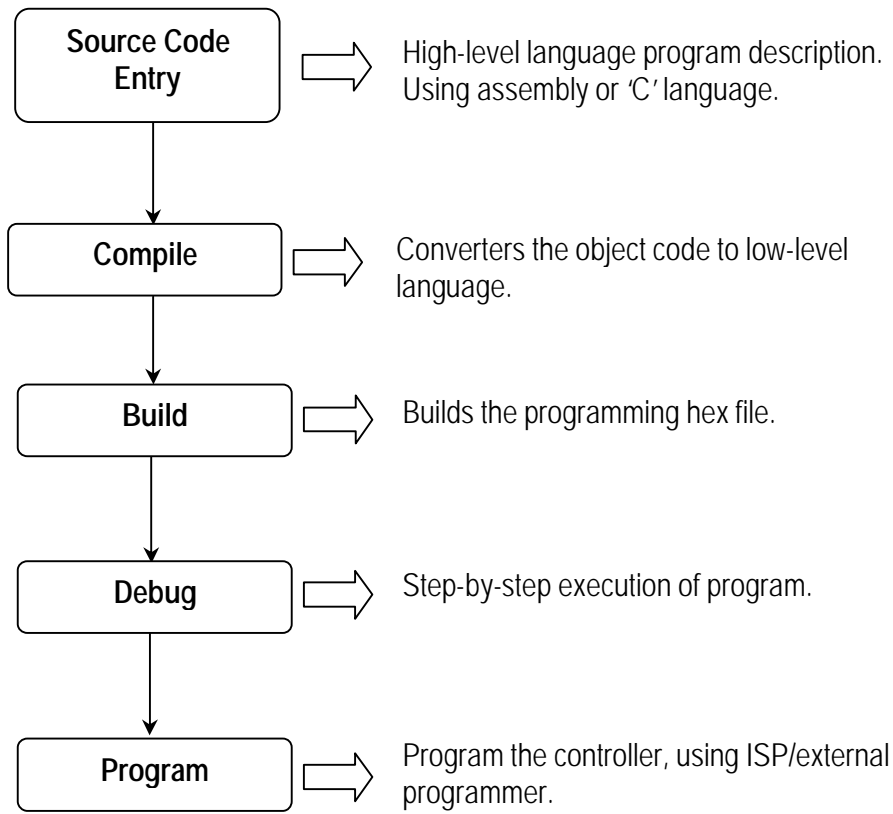 Source Code
Entry
High-level language program description.
Using assembly or ‘C’ language.
Compile
Converters the object code to low-level
language.
Build
Builds the programming hex file.
Debug
Step-by-step execution of program.
Program
Program the controller, using ISP/external
programmer.